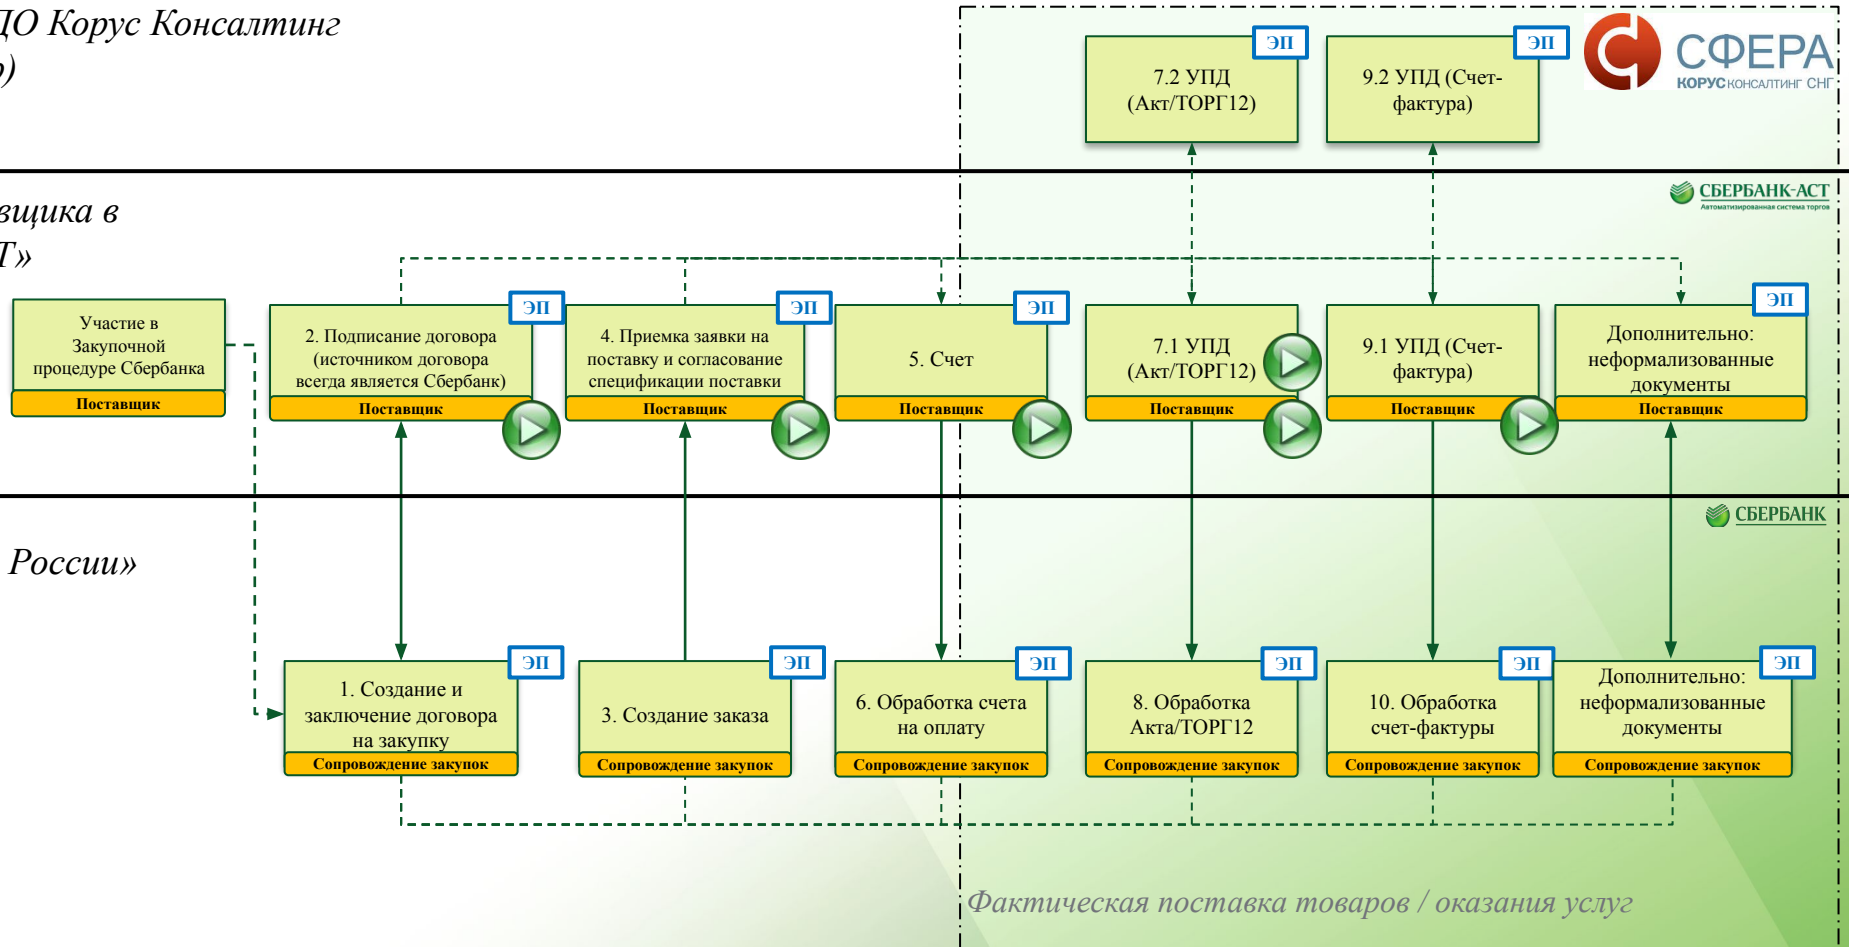 ДО Корус Консалтинг
р)
ЭП
7.2 УПД
(Акт/ТОРГ12)
ЭП
9.2 УПД (Счет-
фактура)
СФЕРА
КОРУС КОНСАЛТИНГ СНГ
СБЕРБАНК-АСТ
Автоматизированная система торгов
вщика в
Т»
Участие в
Закупочной
процедуре Сбербанка
Поставщик
ЭП
2. Подписание договора
(источником договора
всегда является Сбербанк)
Поставщик
ЭП
4. Приемка заявки на
поставку и согласование
спецификации поставки
Поставщик
ЭП
5. Счет
Поставщик
ЭП
7.1 УПД
(Акт/ТОРГ12)
Поставщик
ЭП
9.1 УПД (Счет-
фактура)
Поставщик
ЭП
Дополнительно:
неформализованные
документы
Поставщик
СБЕРБАНК
России»
ЭП
1. Создание и
заключение договора
на закупку
Сопровождение закупок
ЭП
3. Создание заказа
Сопровождение закупок
ЭП
6. Обработка счета
на оплату
Сопровождение закупок
ЭП
8. Обработка
Акта/ТОРГ12
Сопровождение закупок
ЭП
10. Обработка
счет-фактуры
Сопровождение закупок
ЭП
Дополнительно:
неформализованные
документы
Сопровождение закупок
Фактическая поставка товаров / оказания услуг